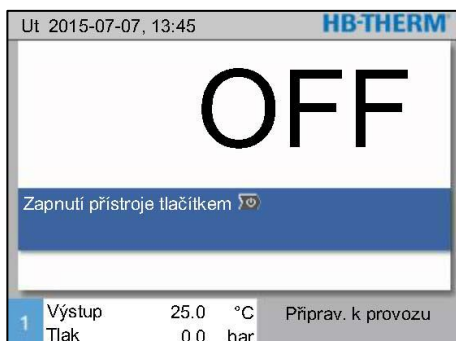 Ut 2015-07-07, 13:45 HB-THERM
OFF
Zapnutí přístroje tlačítkem
1 Výstup 25.0 °C Připrav. k provozu
Tlak 0.0 bar